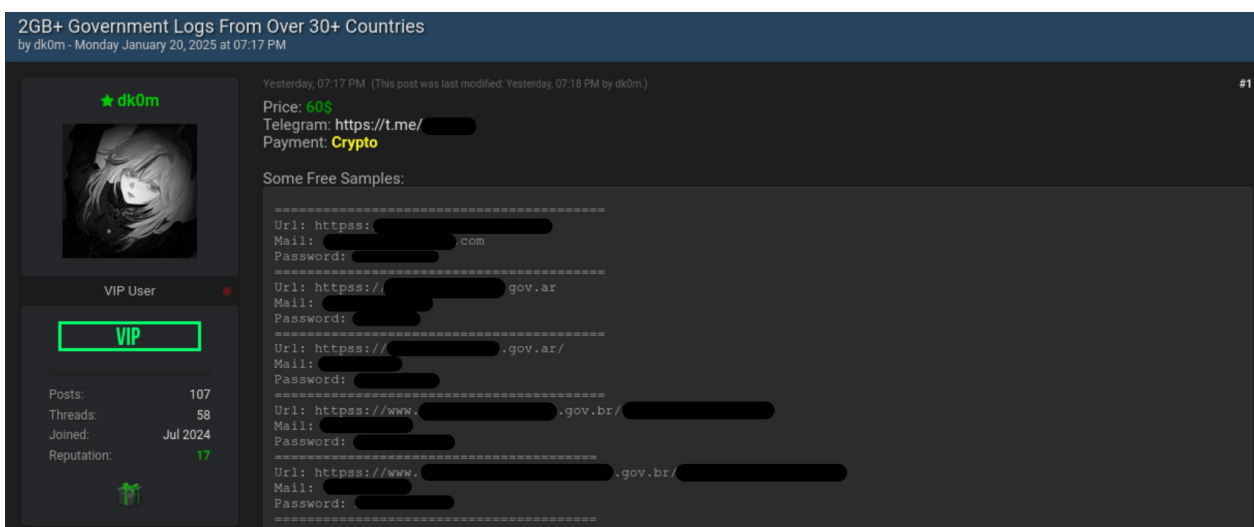 2GB+ Government Logs From Over 30+ Countries
by dk0m - Monday January 20, 2025 at 07:17 PM
dk0m
VIP User
VIP
Posts: 107
Threads: 58
Joined: Jul 2024
Reputation: 17
Yesterday, 07:17 PM (This post was last modified: Yesterday, 07:18 PM by dk0m.)
#1
Price: 60$
Telegram: https://t.me/
Payment: Crypto
Some Free Samples:
=========================================
Url: httpss:
Mail: .com
Password:
=========================================
Url: httpss:/ gov.ar
Mail:
Password:
=========================================
Url: httpss:// .gov.ar/
Mail:
Password:
=========================================
Url: httpss://www. .gov.br/
Mail:
Password:
========================================
Url: httpss://www. .gov.br/
Mail:
Password:
========================================